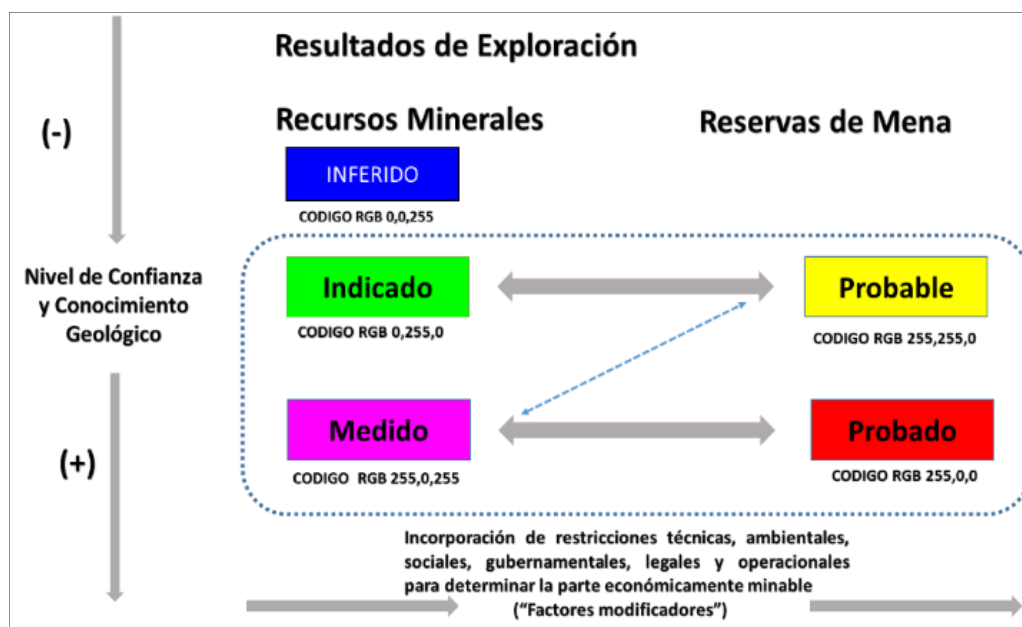 Resultados de Exploración
(-)
Recursos Minerales
Reservas de Mena
INFERIDO
CODIGO RGB 0,0,255
Nivel de Confianza
y Conocimiento
Geológico
Indicado
CODIGO RGB 0,255,0
Probable
CODIGO RGB 255,255,0
(+)
Medido
CODIGO RGB 255,0,255
Probado
CODIGO RGB 255,0,0
Incorporación de restricciones técnicas, ambientales,
sociales, gubernamentales, legales y operacionales
para determinar la parte económicamente minable
(“Factores modificadores”)